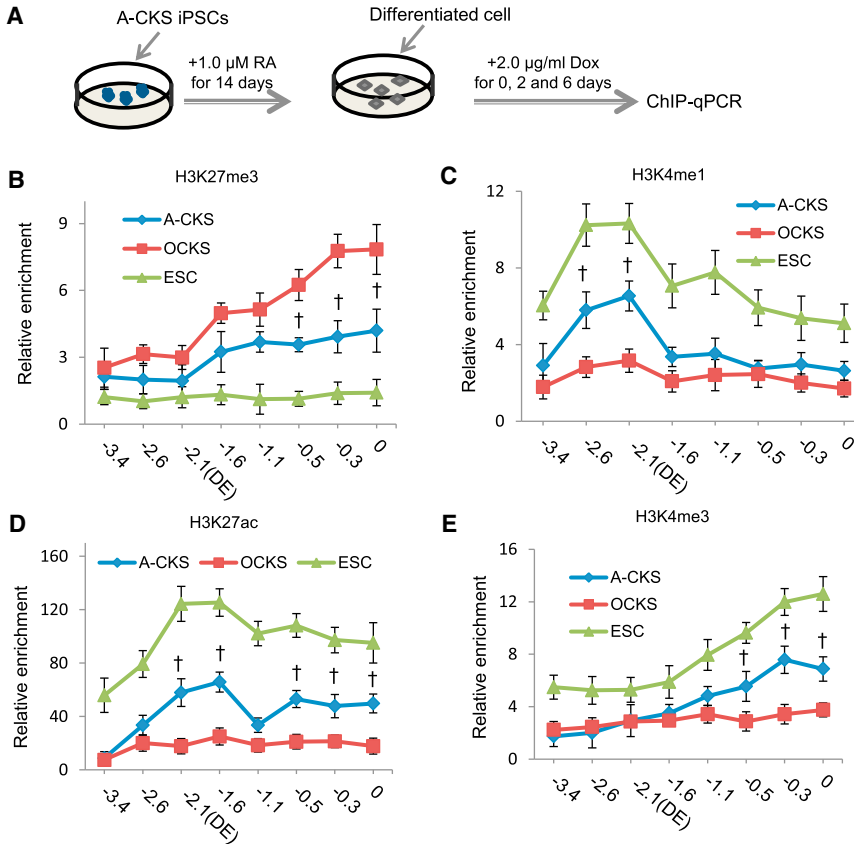 A
A-CKS iPSCs
+1.0 µM RA
for 14 days
Differentiated cell
+2.0 µg/ml Dox
for 0, 2 and 6 days
ChIP-qPCR
B
H3K27me3
A-CKS
OCKS
ESC
Relative enrichment
9
6
3
0
†
†
†
-3.4
-2.6
-2.1(DE)
-1.6
-1.1
-0.5
-0.3
0
C
H3K4me1
A-CKS
OCKS
ESC
Relative enrichment
12
8
4
0
†
†
-3.4
-2.6
-2.1(DE)
-1.6
-1.1
-0.5
-0.3
0
D
H3K27ac
A-CKS OCKS ESC
Relative enrichment
160
120
80
40
0
†
†
†
†
†
-3.4
-2.6
-2.1(DE)
-1.6
-1.1
-0.5
-0.3
0
E
H3K4me3
A-CKS
OCKS
ESC
Relative enrichment
16
12
8
4
0
†
†
†
-3.4
-2.6
-2.1(DE)
-1.6
-1.1
-0.5
-0.3
0